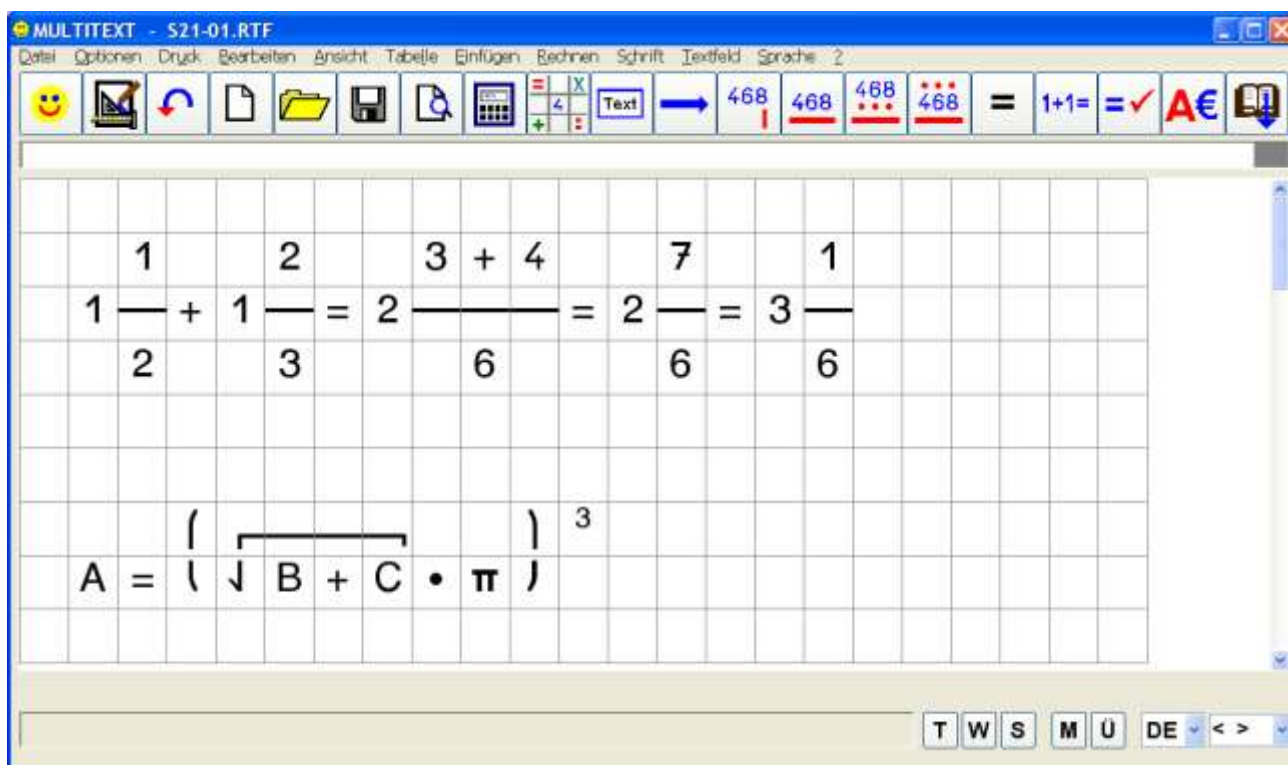 MULTITEXT - S21-01.RTF
Datei Optionen Druck Bearbeiten Ansicht Tabelle Einfügen Rechnen Schrift Textfeld Sprache ?
= X 4 + : Text 468 468 468 468 = 1+1= = A€
1 2 3 + 4 7 1
1 + 1 = 2 = 2 = 3
2 3 6 6 6
3
A = ( √ B + C • π )
T W S M Ü DE < >